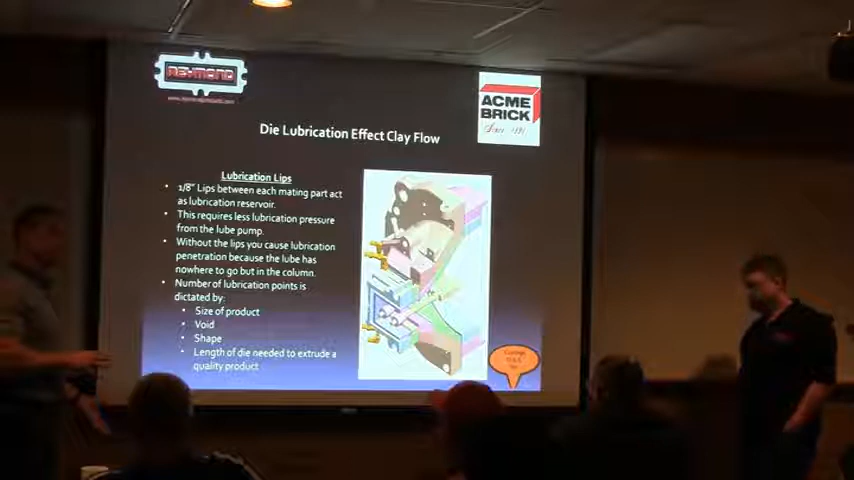 REYMOND
ACME
BRICK
Since 1891
Die Lubrication Effect Clay Flow
Lubrication Lips
1/8" Lips between each mating part act
as lubrication reservoir.
This requires less lubrication pressure
from the lube pump.
Without the lips you cause lubrication
penetration because the lube has
nowhere to go but in the column.
Number of lubrication points is
dictated by:
Size of product
Void
Shape
Length of die needed to extrude a
quality product